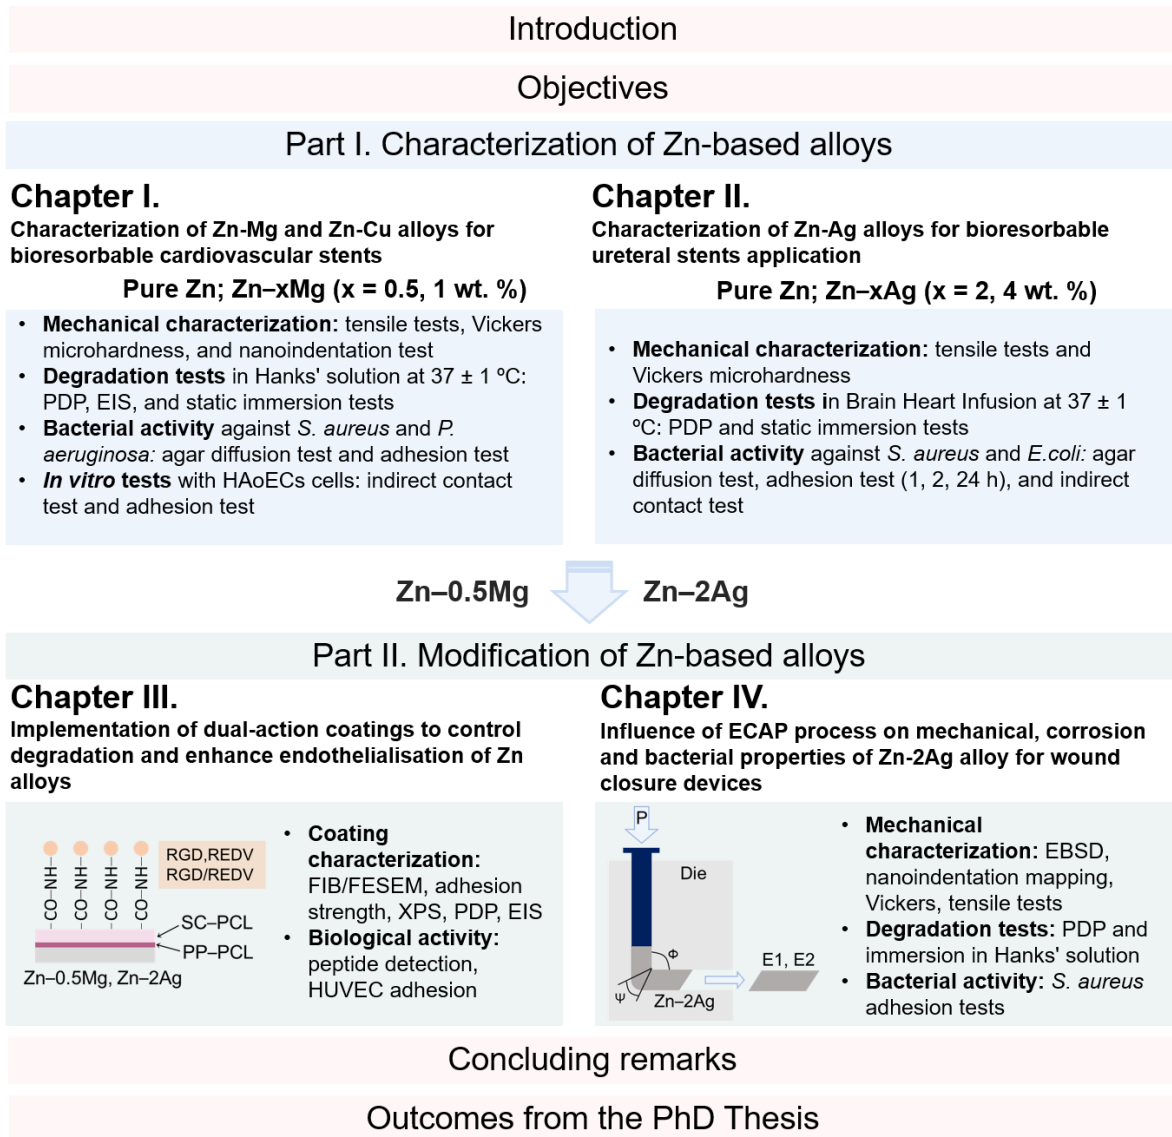 Introduction
Objectives
Part I. Characterization of Zn-based alloys
Chapter I.
Characterization of Zn-Mg and Zn-Cu alloys for
bioresorbable cardiovascular stents
Pure Zn; Zn–xMg (x = 0.5, 1 wt. %)
• Mechanical characterization: tensile tests, Vickers
microhardness, and nanoindentation test
• Degradation tests in Hanks' solution at 37 ± 1 ºC:
PDP, EIS, and static immersion tests
• Bacterial activity against S. aureus and P.
aeruginosa: agar diffusion test and adhesion test
• In vitro tests with HAoECs cells: indirect contact
test and adhesion test
Chapter II.
Characterization of Zn-Ag alloys for bioresorbable
ureteral stents application
Pure Zn; Zn–xAg (x = 2, 4 wt. %)
• Mechanical characterization: tensile tests and
Vickers microhardness
• Degradation tests in Brain Heart Infusion at 37 ± 1
ºC: PDP and static immersion tests
• Bacterial activity against S. aureus and E.coli: agar
diffusion test, adhesion test (1, 2, 24 h), and indirect
contact test
Zn–0.5Mg
Zn–2Ag
Part II. Modification of Zn-based alloys
Chapter III.
Implementation of dual-action coatings to control
degradation and enhance endothelialisation of Zn
alloys
CO–NH–
CO–NH–
CO–NH–
CO–NH–
RGD,REDV
RGD/REDV
SC–PCL
PP–PCL
Zn–0.5Mg, Zn–2Ag
• Coating
characterization:
FIB/FESEM, adhesion
strength, XPS, PDP, EIS
• Biological activity:
peptide detection,
HUVEC adhesion
Chapter IV.
Influence of ECAP process on mechanical, corrosion
and bacterial properties of Zn-2Ag alloy for wound
closure devices
P
Die
Φ
Ψ
Zn–2Ag
E1, E2
• Mechanical
characterization: EBSD,
nanoindentation mapping,
Vickers, tensile tests
• Degradation tests: PDP and
immersion in Hanks' solution
• Bacterial activity: S. aureus
adhesion tests
Concluding remarks
Outcomes from the PhD Thesis